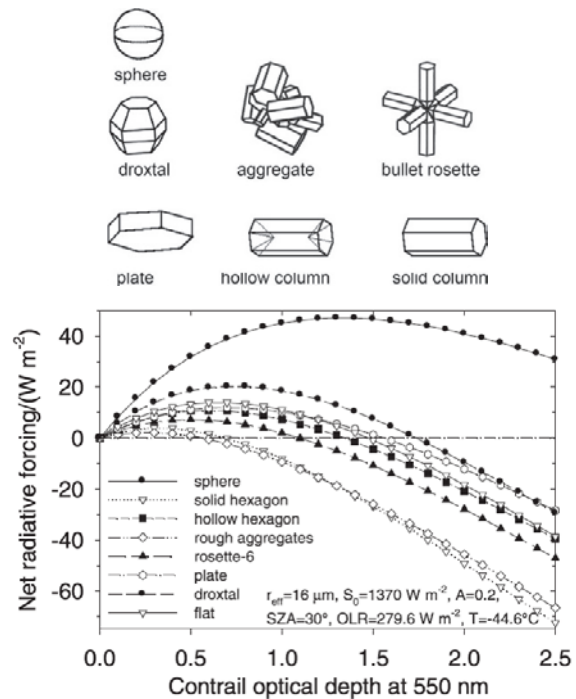 sphere
droxtal
aggregate
bullet rosette
plate
hollow column
solid column
40
20
0
-20
-40
-60
Net radiative forcing/(W m⁻²)
sphere
solid hexagon
hollow hexagon
rough aggregates
rosette-6
plate
droxtal
flat
r_eff=16 μm, S₀=1370 W m⁻², A=0.2,
SZA=30°, OLR=279.6 W m⁻², T=-44.6°C
0.0 0.5 1.0 1.5 2.0 2.5
Contrail optical depth at 550 nm